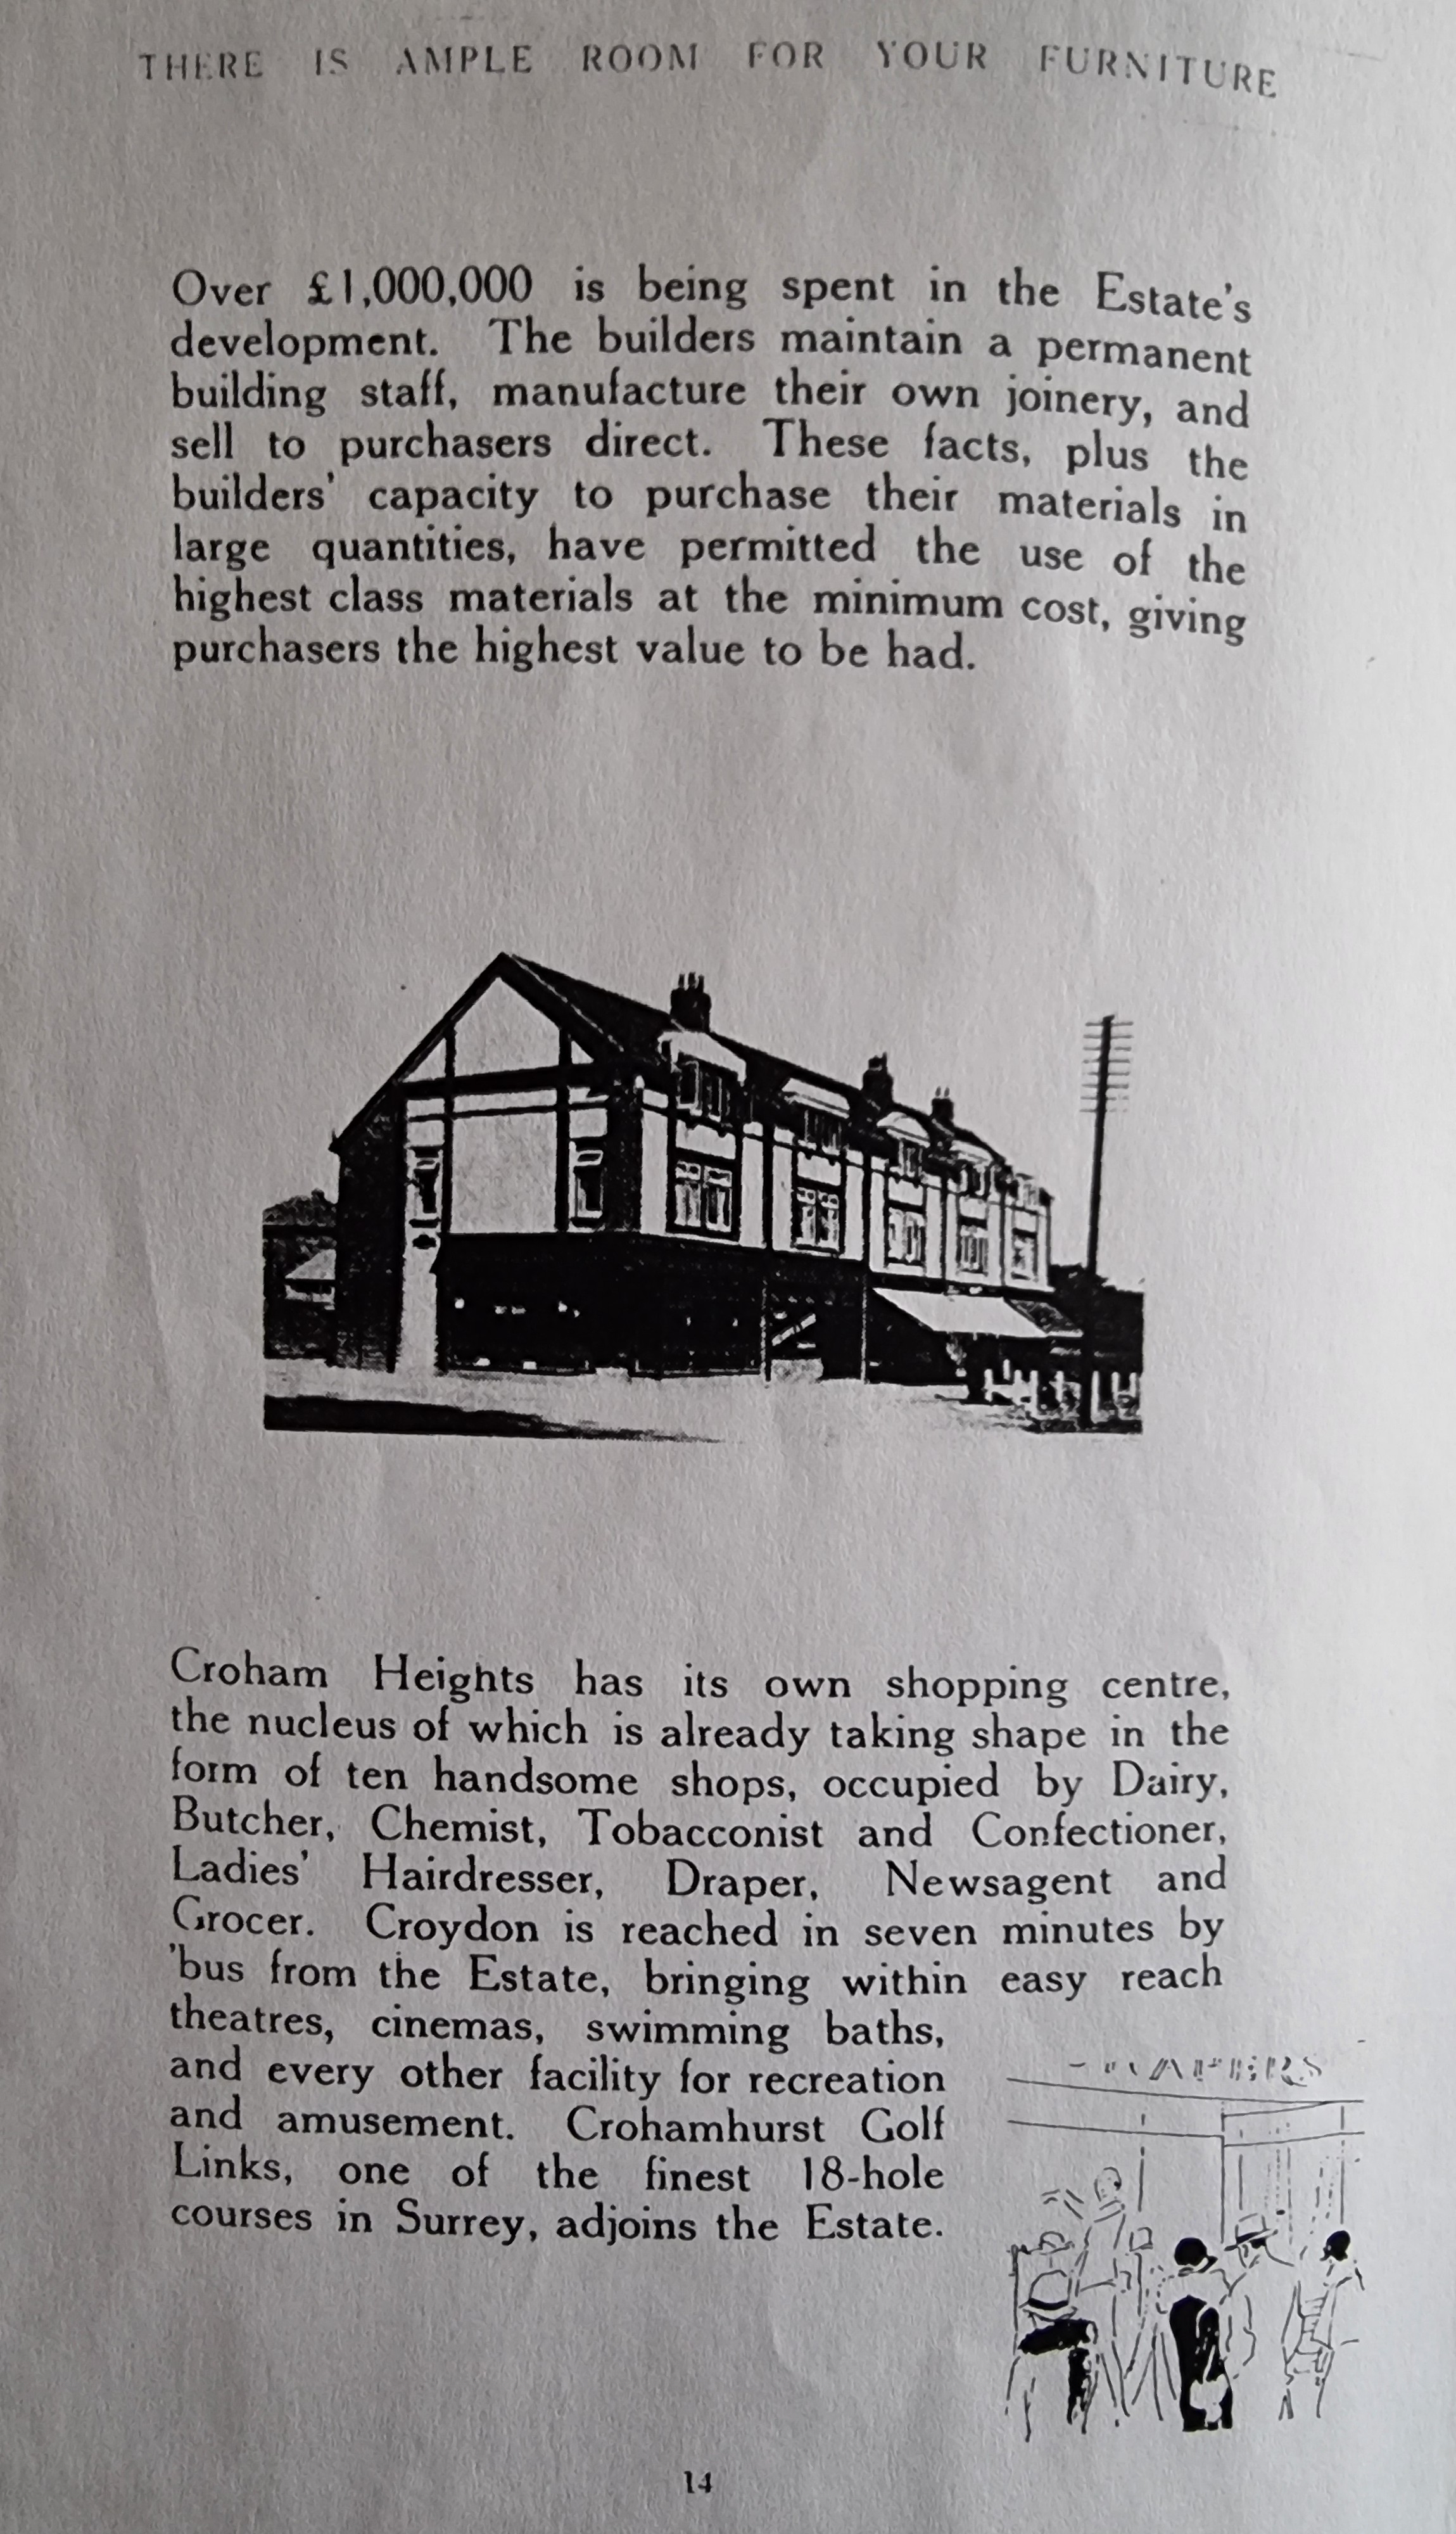 THERE IS AMPLE ROOM FOR YOUR FURNITURE
Over £1,000,000 is being spent in the Estate's
development. The builders maintain a permanent
building staff, manufacture their own joinery, and
sell to purchasers direct. These facts, plus the
builders' capacity to purchase their materials in
large quantities, have permitted the use of the
highest class materials at the minimum cost, giving
purchasers the highest value to be had.
Croham Heights has its own shopping centre,
the nucleus of which is already taking shape in the
form of ten handsome shops, occupied by Dairy,
Butcher, Chemist, Tobacconist and Confectioner,
Ladies' Hairdresser, Draper, Newsagent and
Grocer. Croydon is reached in seven minutes by
'bus from the Estate, bringing within easy reach
theatres, cinemas, swimming baths,
and every other facility for recreation
and amusement. Crohamhurst Golf
Links, one of the finest 18-hole
courses in Surrey, adjoins the Estate.
14